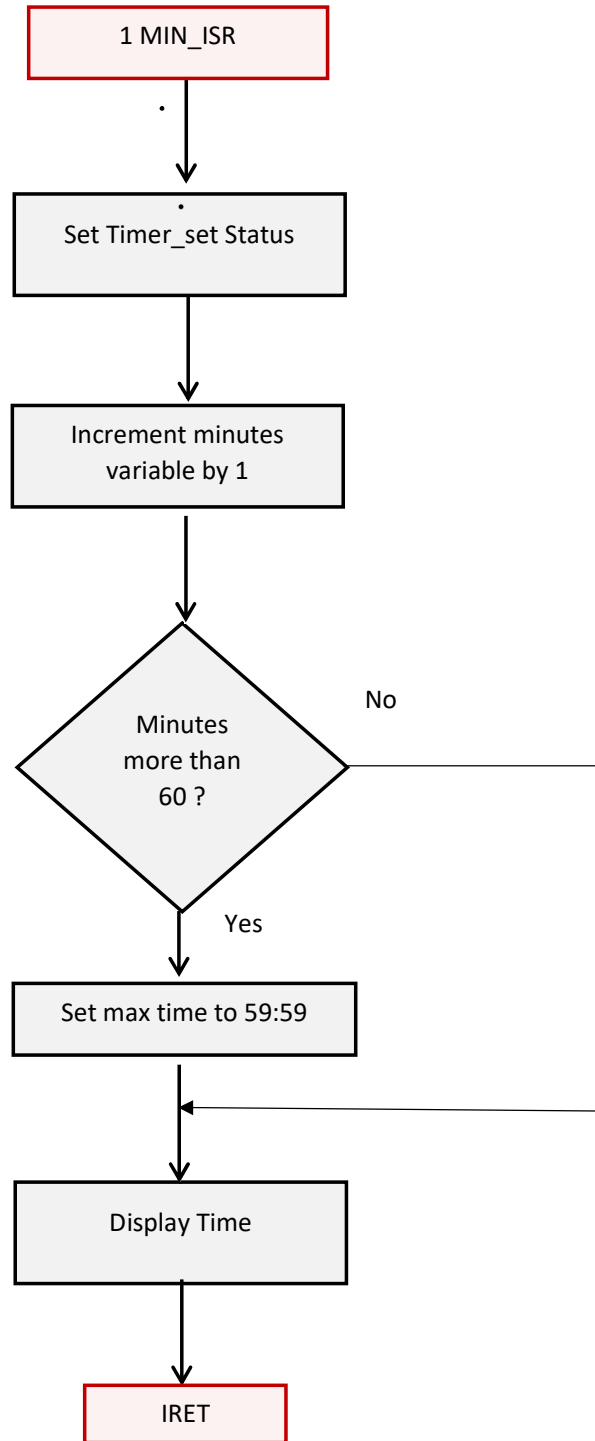 1 MIN_ISR
Set Timer_set Status
Increment minutes
variable by 1
Minutes
more than
60 ?
No
Yes
Set max time to 59:59
Display Time
IRET